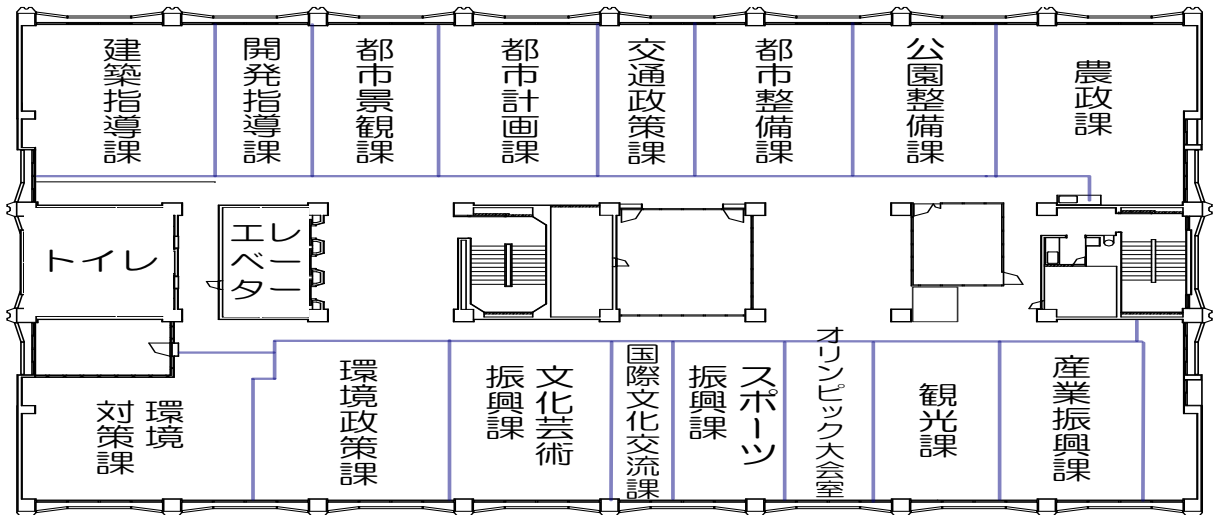 建築指導課
開発指導課
都市景観課
都市計画課
交通政策課
都市整備課
公園整備課
農政課
トイレ
エレ
ベー
ター
環境
対策課
環境政策課
文化芸術
振興課
国際文化交流課
スポーツ
振興課
オリンピック大会室
観光課
産業振興課